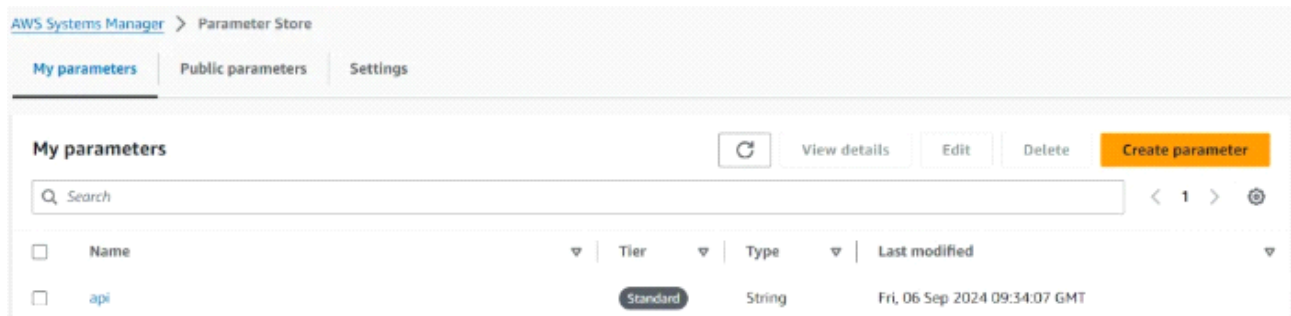 AWS Systems Manager > Parameter Store
My parameters Public parameters Settings
My parameters View details Edit Delete Create parameter
Search 1
Name Tier Type Last modified
api Standard String Fri, 06 Sep 2024 09:34:07 GMT